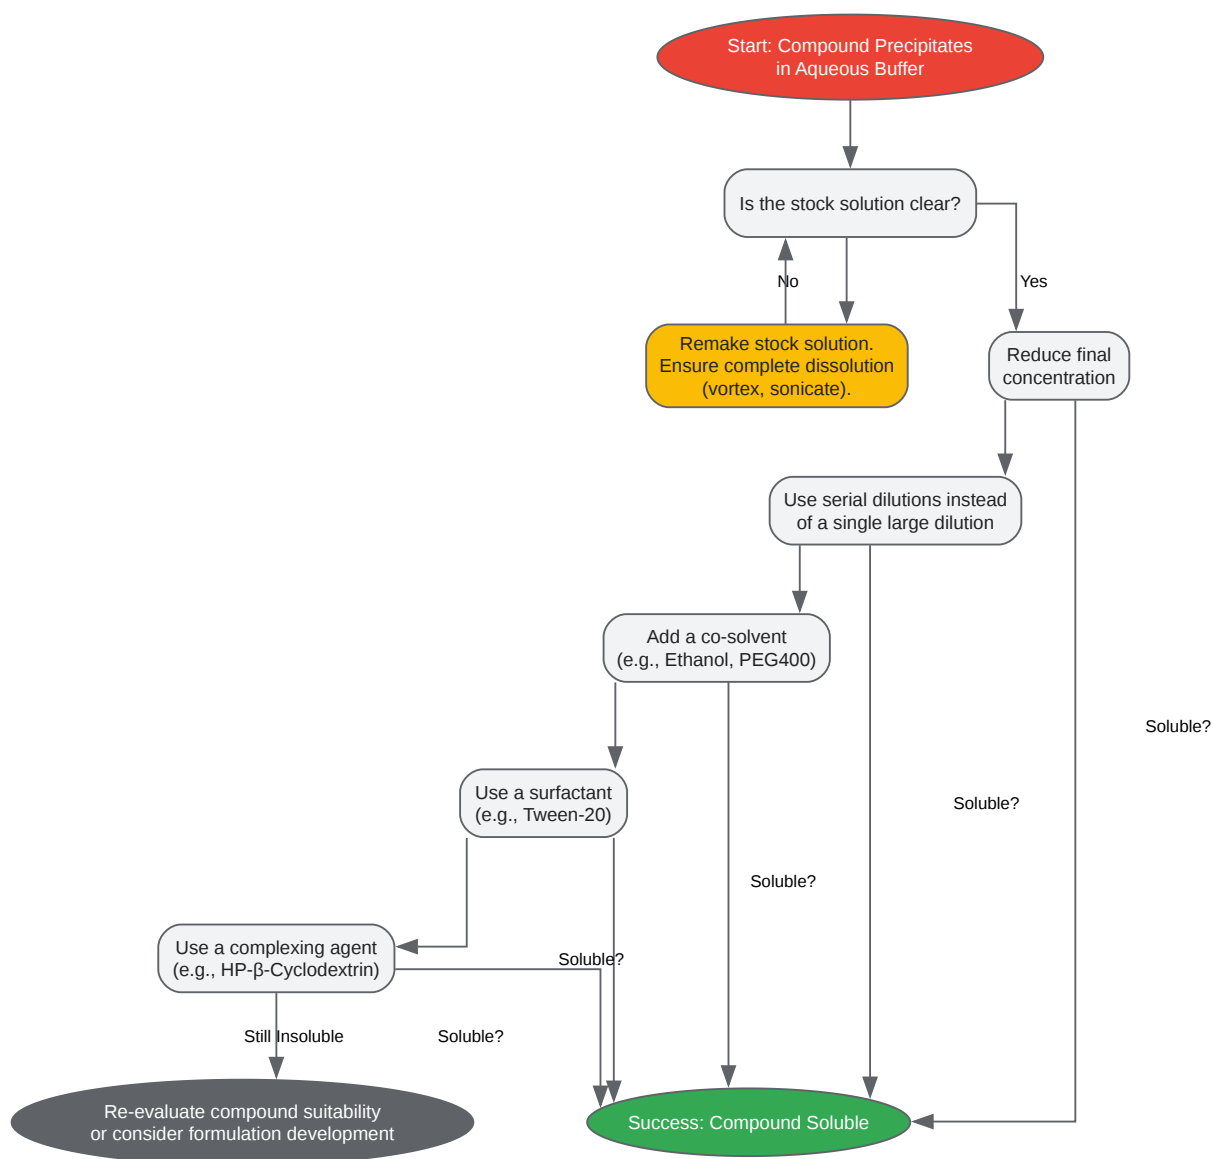 Start: Compound Precipitates
in Aqueous Buffer
Is the stock solution clear?
No
Yes
Remake stock solution.
Ensure complete dissolution
(vortex, sonicate).
Reduce final
concentration
Use serial dilutions instead
of a single large dilution
Add a co-solvent
(e.g., Ethanol, PEG400)
Soluble?
Use a surfactant
(e.g., Tween-20)
Soluble?
Soluble?
Use a complexing agent
(e.g., HP-β-Cyclodextrin)
Soluble?
Still Insoluble
Soluble?
Re-evaluate compound suitability
or consider formulation development
Success: Compound Soluble